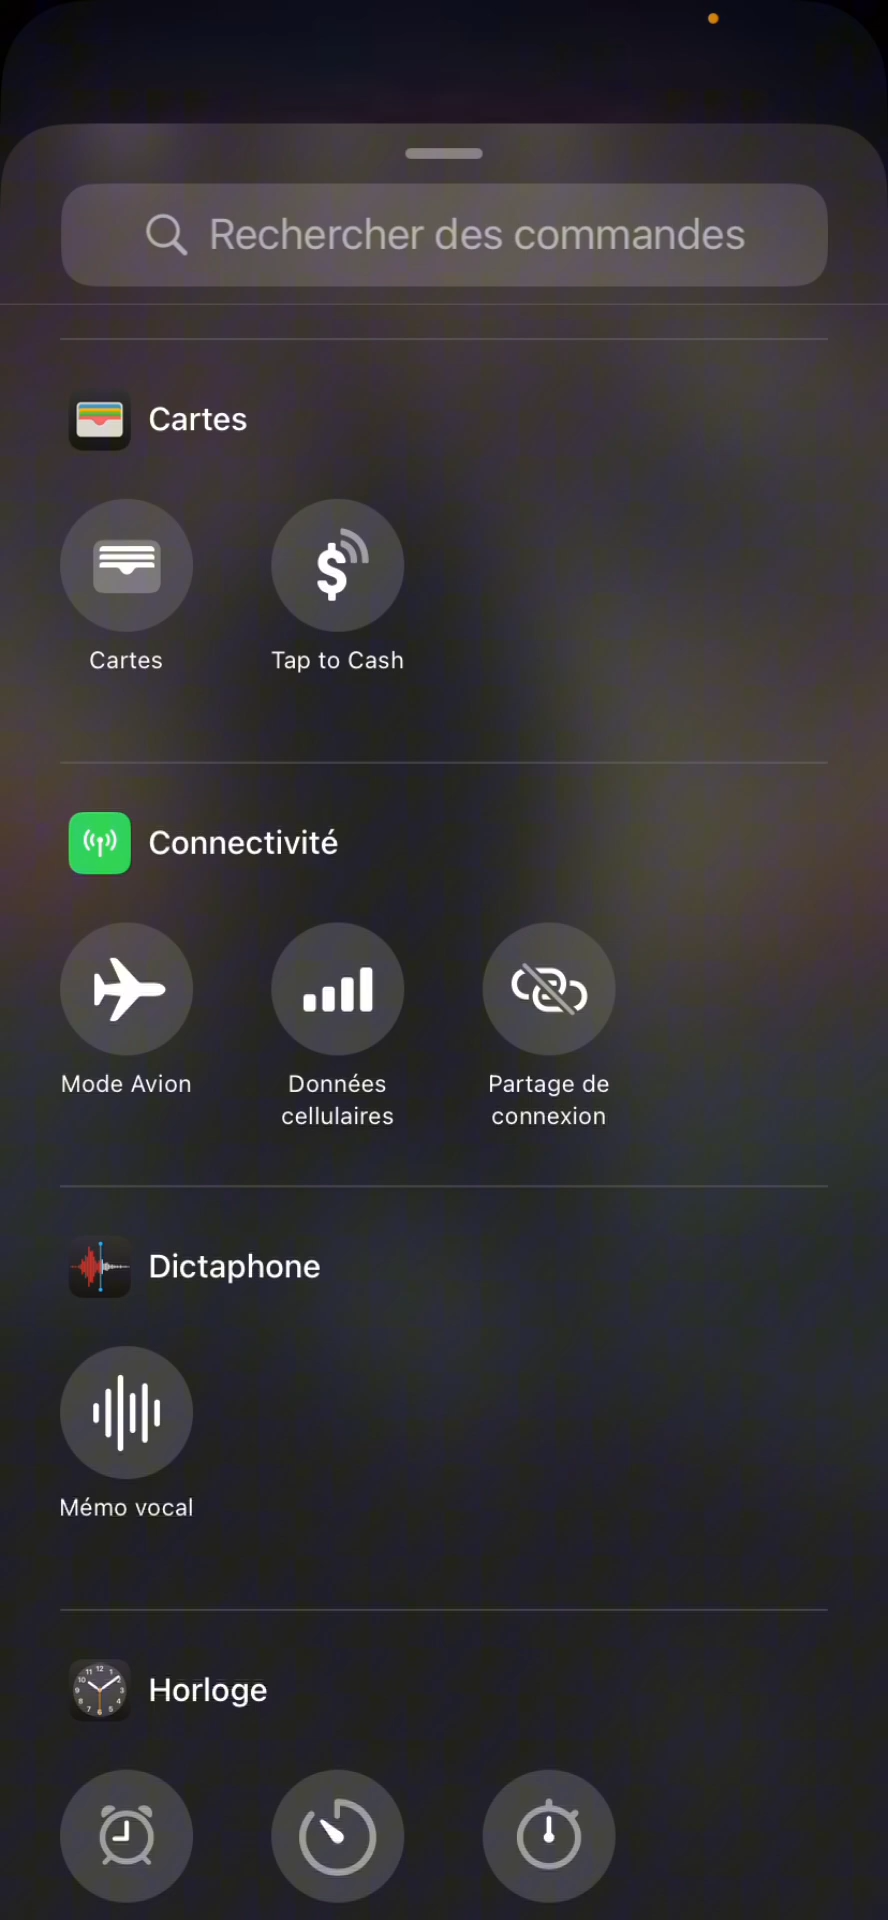 Rechercher des commandes
Cartes
Cartes
Tap to Cash
Connectivité
Mode Avion
Données
cellulaires
Partage de
connexion
Dictaphone
Mémo vocal
Horloge